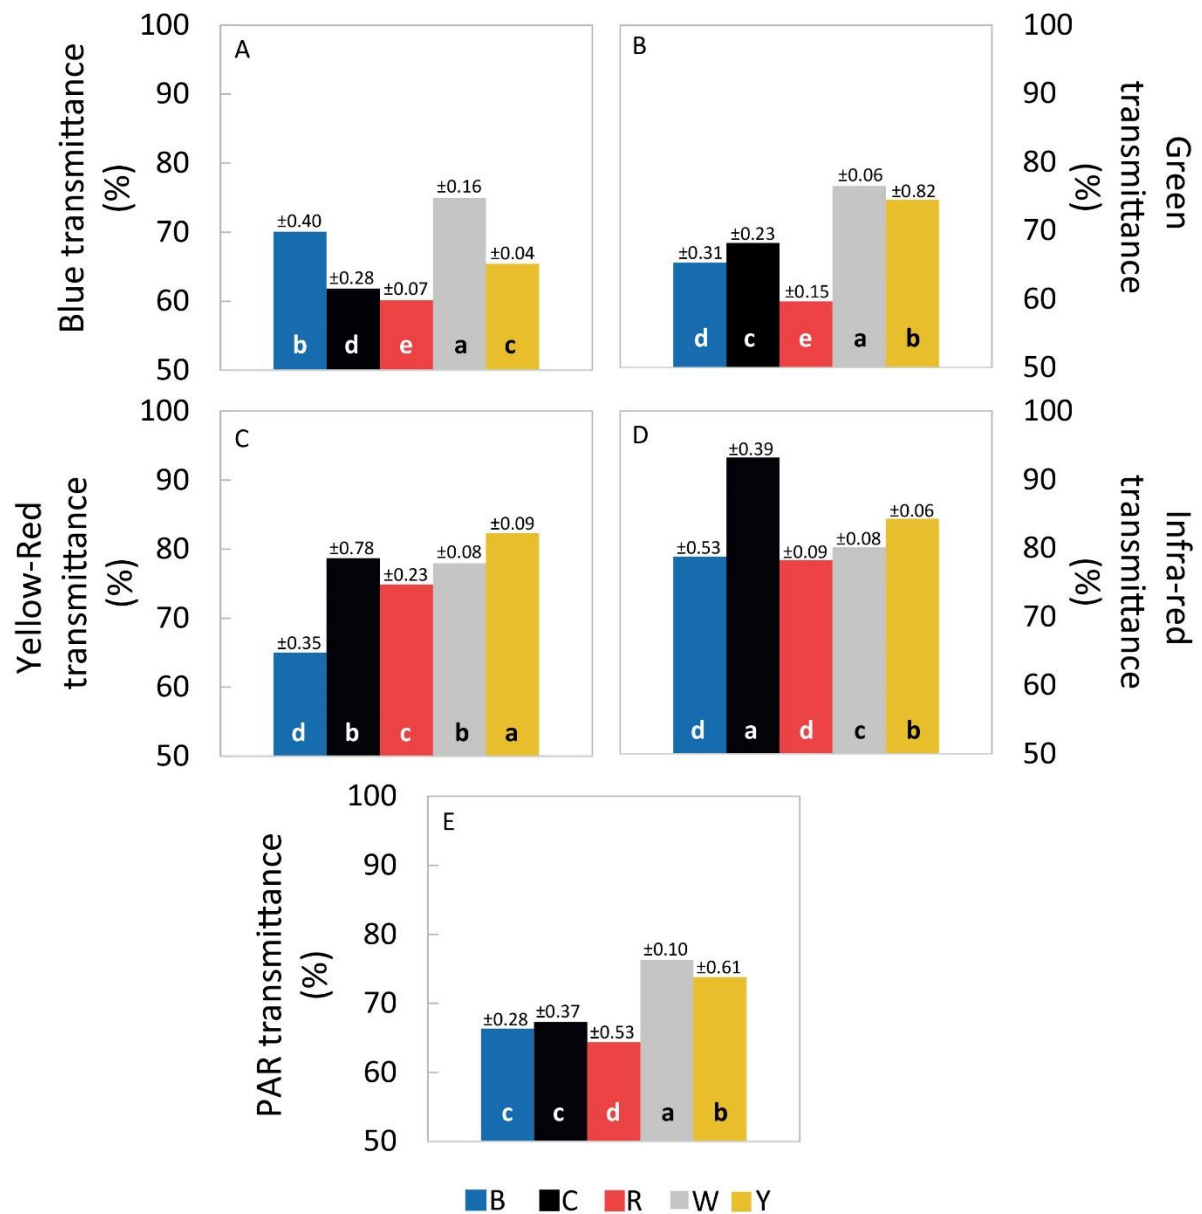 A
Blue transmittance
(%)
100
90
80
70
60
50
±0.40
±0.28
±0.07
±0.16
±0.04
b
d
e
a
c
B
Green
transmittance
(%)
100
90
80
70
60
50
±0.31
±0.23
±0.15
±0.06
±0.82
d
c
e
a
b
C
Yellow-Red
transmittance
(%)
100
90
80
70
60
50
±0.35
±0.78
±0.23
±0.08
±0.09
d
b
c
b
a
D
Infra-red
transmittance
(%)
100
90
80
70
60
50
±0.53
±0.39
±0.09
±0.08
±0.06
d
a
d
c
b
E
PAR transmittance
(%)
100
90
80
70
60
50
±0.28
±0.37
±0.53
±0.10
±0.61
c
c
d
a
b
B C R W Y